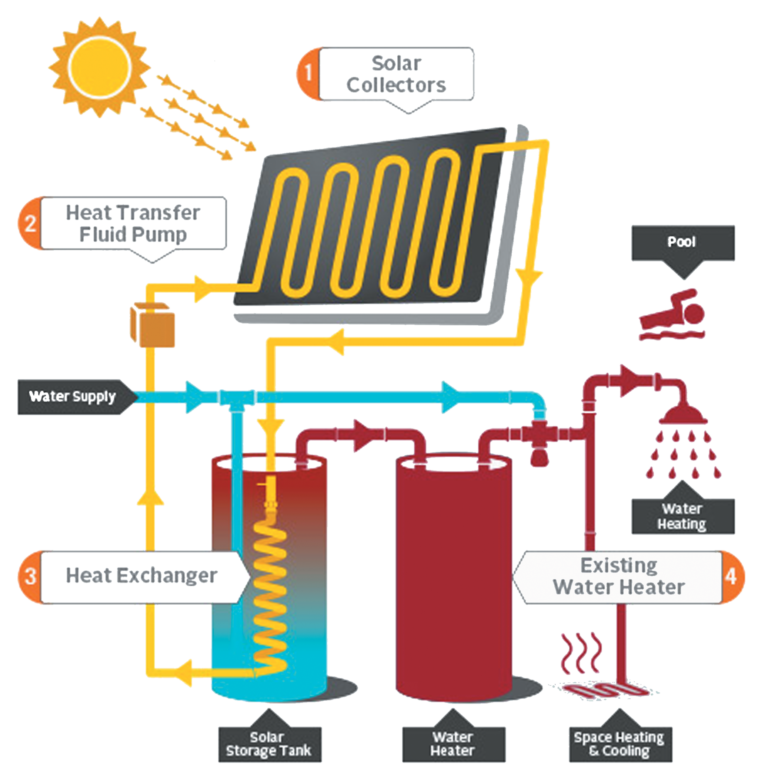 1
Solar
Collectors
2
Heat Transfer
Fluid Pump
Pool
Water Supply
Water
Heating
3
Heat Exchanger
Existing
Water Heater
4
Solar
Storage Tank
Water
Heater
Space Heating
& Cooling